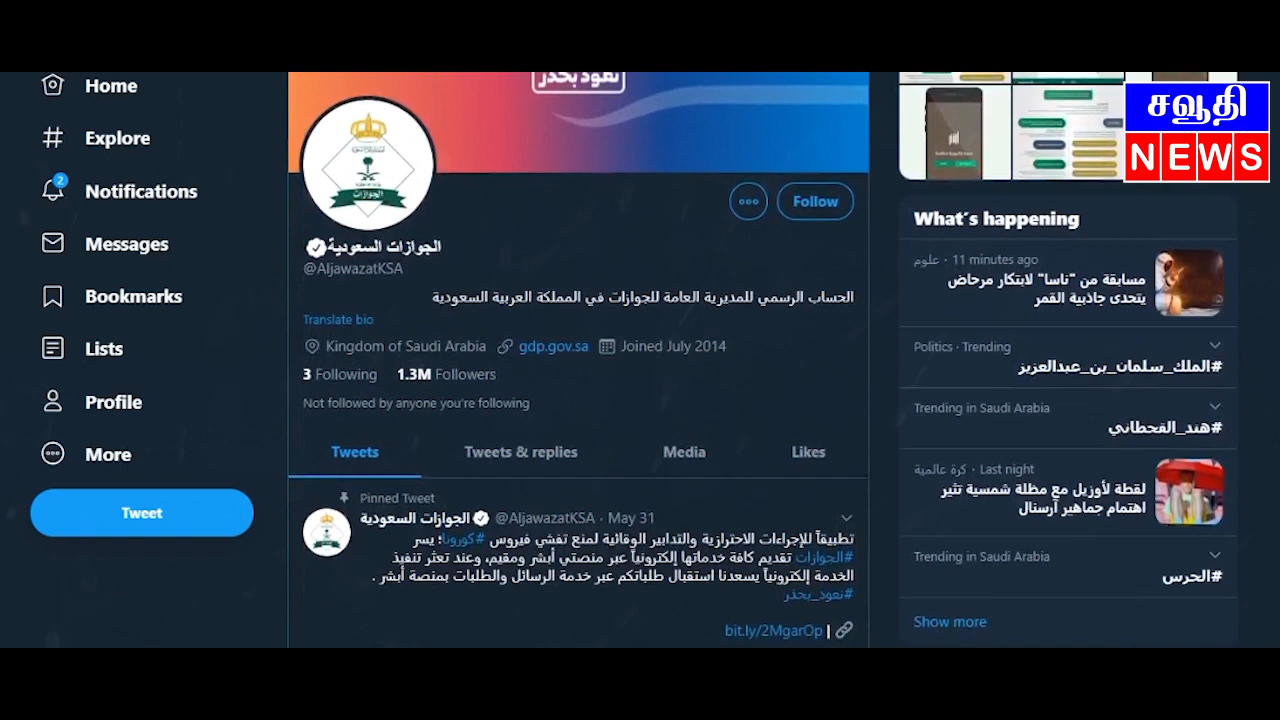 Home
Explore
2
Notifications
Messages
Bookmarks
Lists
Profile
More
Tweet
نعود بحذر
الجوازات
Follow
الجوازات السعودية
@AljawazatKSA
الحساب الرسمي للمديرية العامة للجوازات في المملكة العربية السعودية
Translate bio
Kingdom of Saudi Arabia gdp.gov.sa Joined July 2014
3 Following 1.3M Followers
Not followed by anyone you're following
Tweets Tweets & replies Media Likes
Pinned Tweet
الجوازات السعودية @AljawazatKSA · May 31
تطبيقاً للإجراءات الاحترازية والتدابير الوقائية لمنع تفشي فيروس #كورونا؛ يسر
#الجوازات تقديم كافة خدماتها إلكترونياً عبر منصتي أبشر ومقيم، وعند تعثر تنفيذ
الخدمة إلكترونياً يسعدنا استقبال طلباتكم عبر خدمة الرسائل والطلبات بمنصة أبشر .
#نعود_بحذر
bit.ly/2MgarOp |
சவூதி
NEWS
What's happening
علوم · 11 minutes ago
مسابقة من "ناسا" لابتكار مرحاض
يتحدى جاذبية القمر
Politics · Trending
#الملك_سلمان_بن_عبدالعزيز
Trending in Saudi Arabia
#هند_القحطاني
كرة عالمية · Last night
لقطة لأوزيل مع مظلة شمسية تثير
اهتمام جماهير آرسنال
Trending in Saudi Arabia
#الحرس
Show more